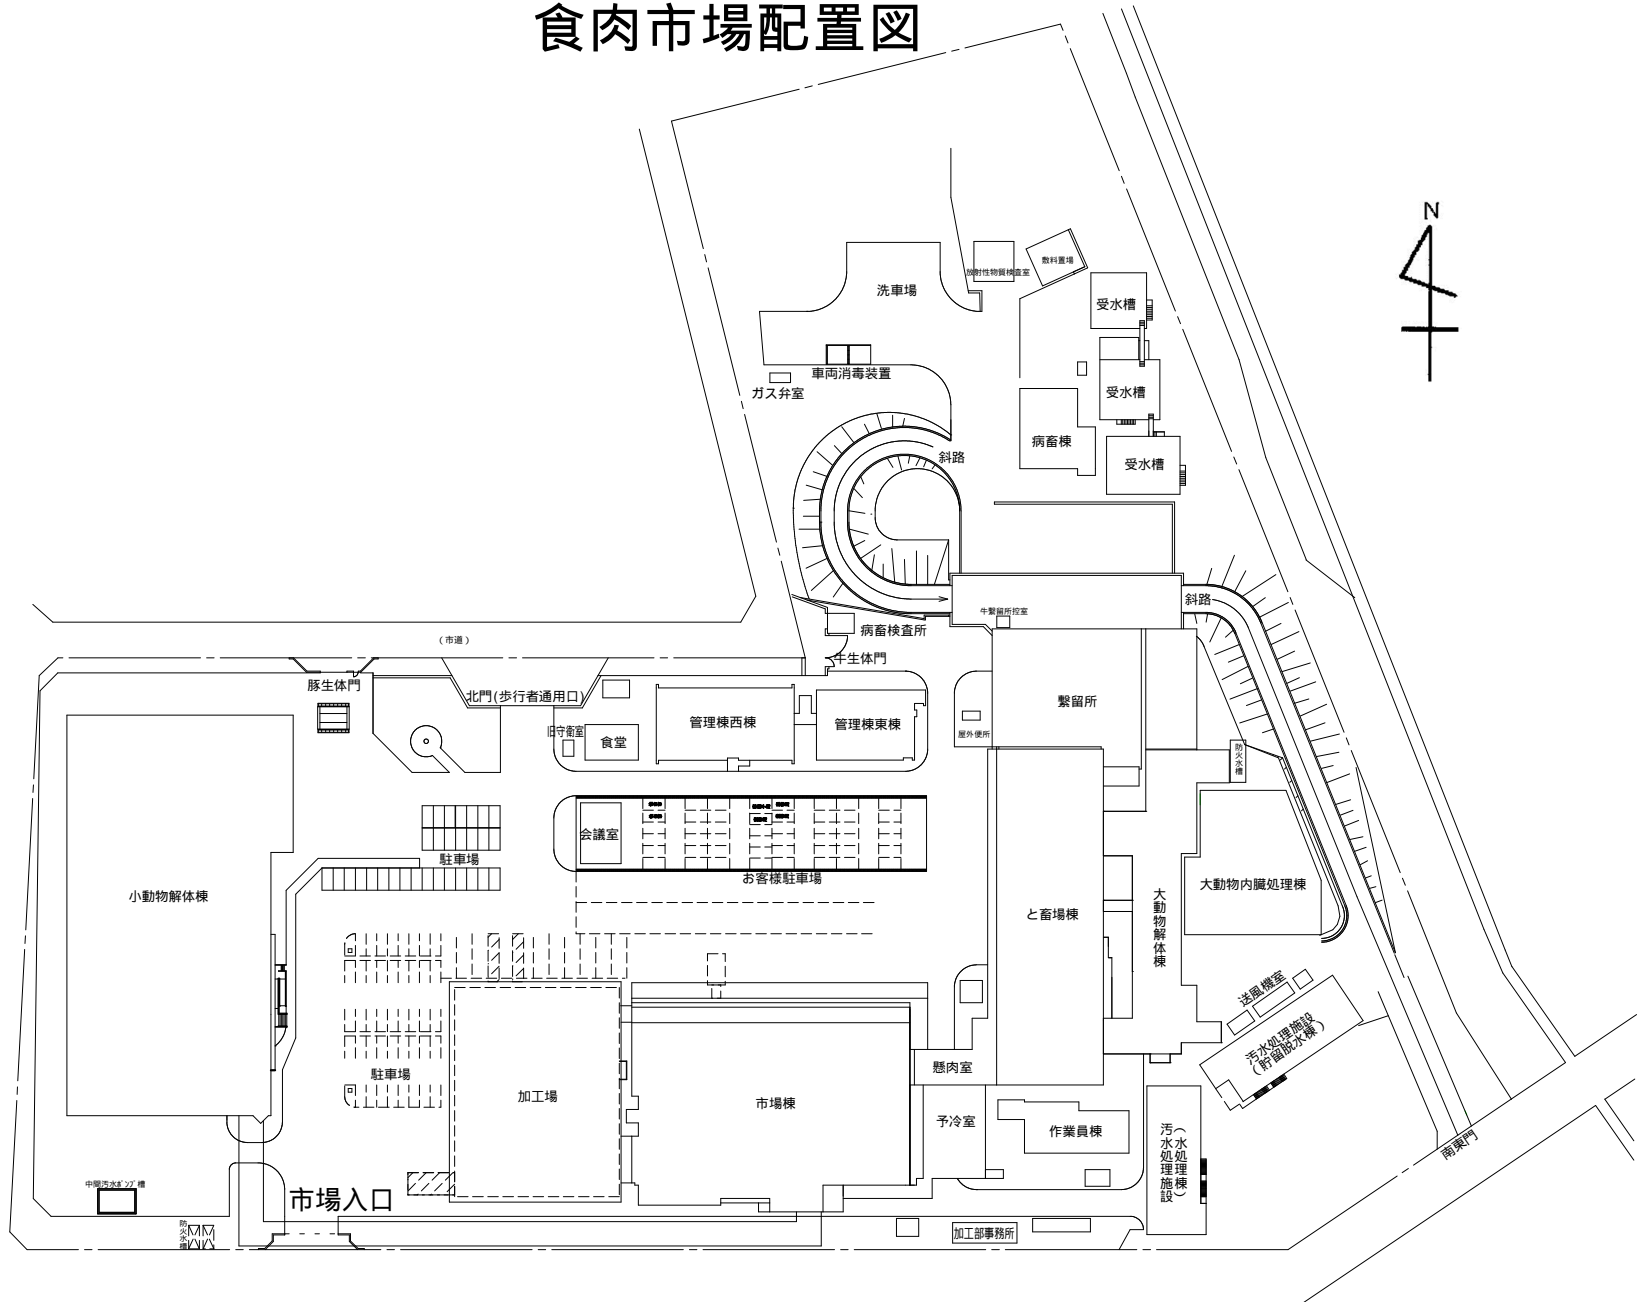 食肉市場配置図
N
放射性物質検査室
敷料置場
洗車場
受水槽
車両消毒装置
ガス弁室
受水槽
病畜棟
斜路
受水槽
牛繋留所控室
斜路
病畜検査所
(市道)
牛生体門
豚生体門
北門(歩行者通用口)
繋留所
旧守衛室
食堂
管理棟西棟
管理棟東棟
屋外便所
防火水槽
会議室
駐車場
お客様駐車場
小動物解体棟
と畜場棟
大動物解体棟
大動物内臓処理棟
送風機室
汚水処理施設
(貯留脱水棟)
駐車場
加工場
市場棟
懸肉室
予冷室
作業員棟
汚水処理施設
(水処理棟)
南東門
中間汚水ポンプ槽
市場入口
防火水槽
加工部事務所